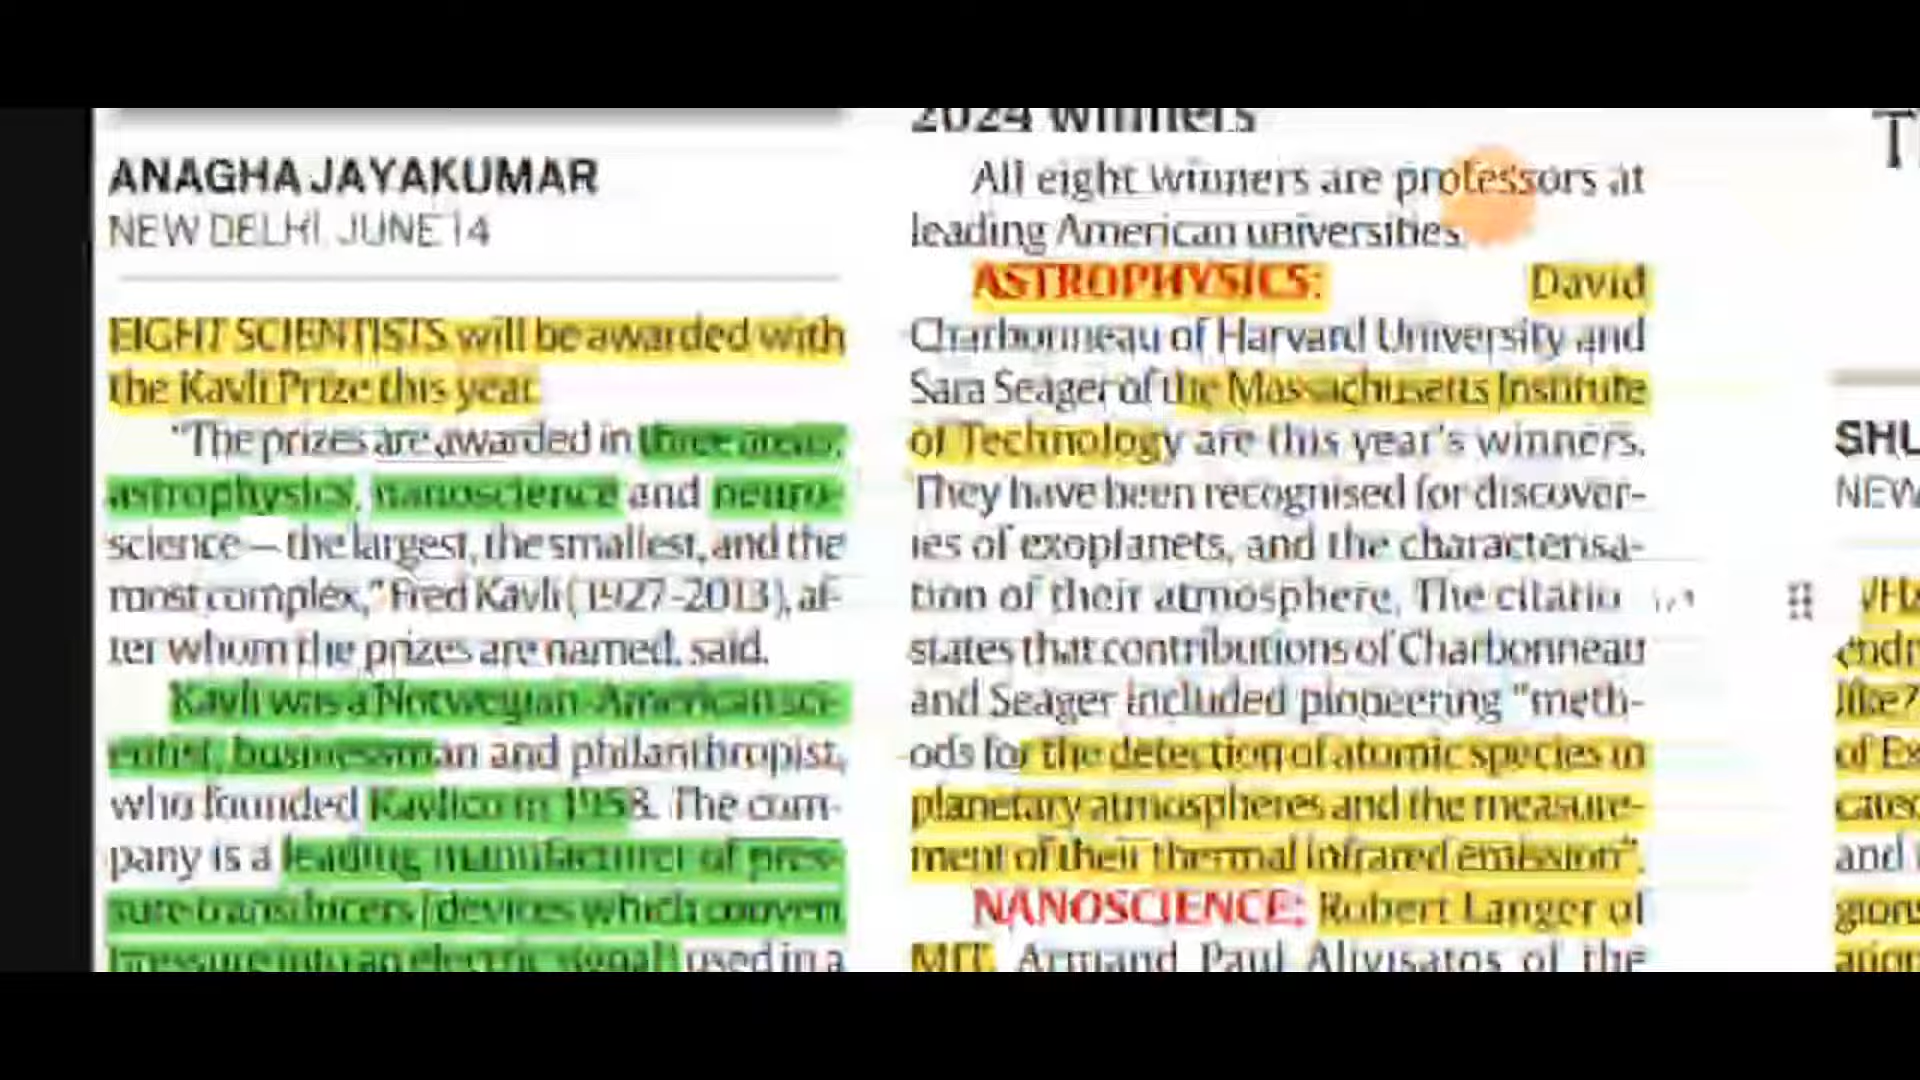 ANAGHA JAYAKUMAR
NEW DELHI, JUNE 14
EIGHT SCIENTISTS will be awarded with
the Kavli Prize this year.
"The prizes are awarded in three areas:
astrophysics, nanoscience and neuro-
science — the largest, the smallest, and the
most complex," Fred Kavli (1927-2013), af-
ter whom the prizes are named, said.
Kavli was a Norwegian-American sci-
entist, businessman and philanthropist,
who founded Kavlico in 1958. The com-
pany is a leading manufacturer of pres-
sure transducers [devices which convert
pressure into an electric signal] used in a
2024 winners
All eight winners are professors at
leading American universities.
ASTROPHYSICS: David
Charbonneau of Harvard University and
Sara Seager of the Massachusetts Institute
of Technology are this year's winners.
They have been recognised for discover-
ies of exoplanets, and the characterisa-
tion of their atmosphere. The citatio
states that contributions of Charbonneau
and Seager included pioneering "meth-
ods for the detection of atomic species in
planetary atmospheres and the measure-
ment of their thermal infrared emission".
NANOSCIENCE: Robert Langer of
MIT, Armand Paul Alivisatos of the
T
SHU
NEW
endr
like?
of Ex
cated
and
gions